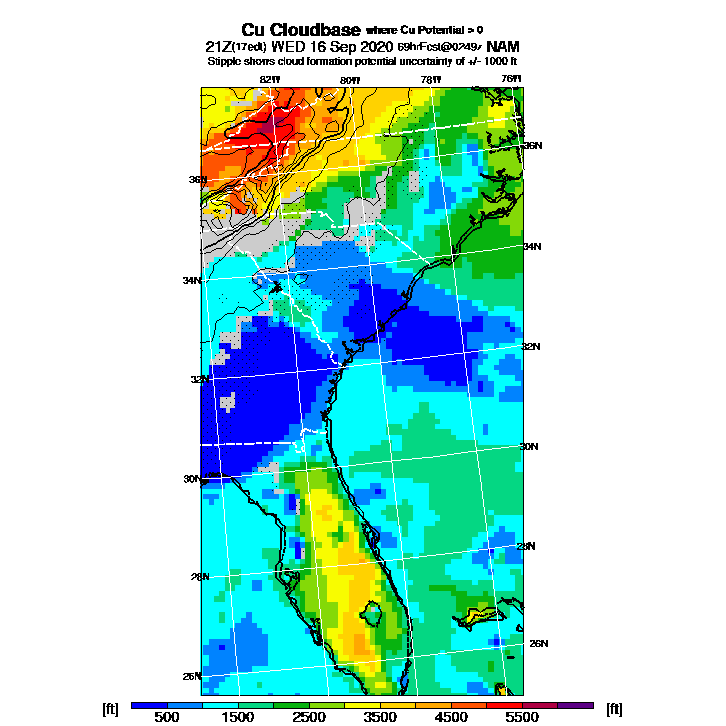 Cu Cloudbase where Cu Potential > 0
21Z(17edt) WED 16 Sep 2020 69hrFcst@0249z NAM
Stipple shows cloud formation potential uncertainty of +/- 1000 ft
82W 80W 78W 76W
36N
36N
34N
34N
32N
32N
30N
30N
28N
28N
26N
26N
[ft] 500 1500 2500 3500 4500 5500 [ft]